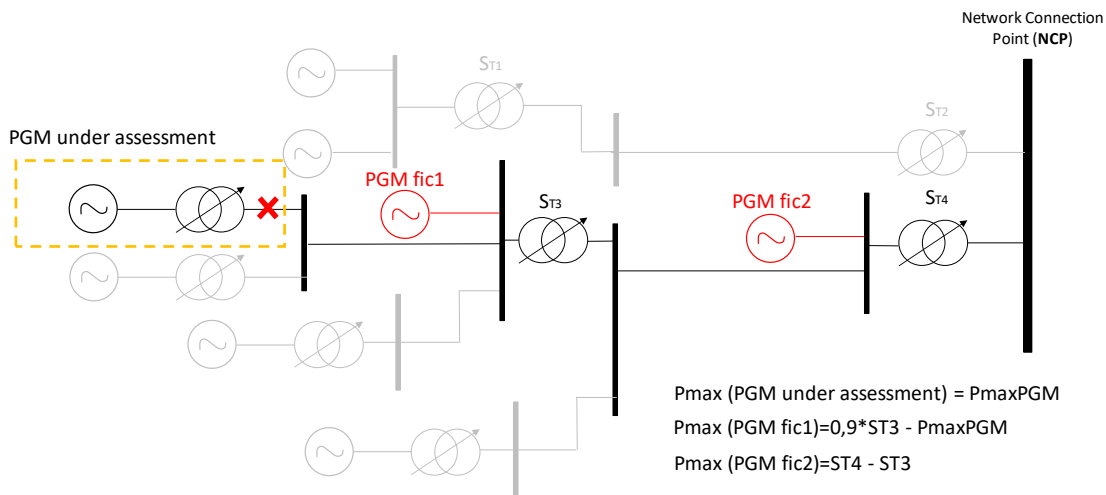 Network Connection
Point (NCP)
ST1
PGM under assessment
ST2
PGM fic1
PGM fic2
ST3
ST4
Pmax (PGM under assessment) = PmaxPGM
Pmax (PGM fic1)=0,9*ST3 - PmaxPGM
Pmax (PGM fic2)=ST4 - ST3